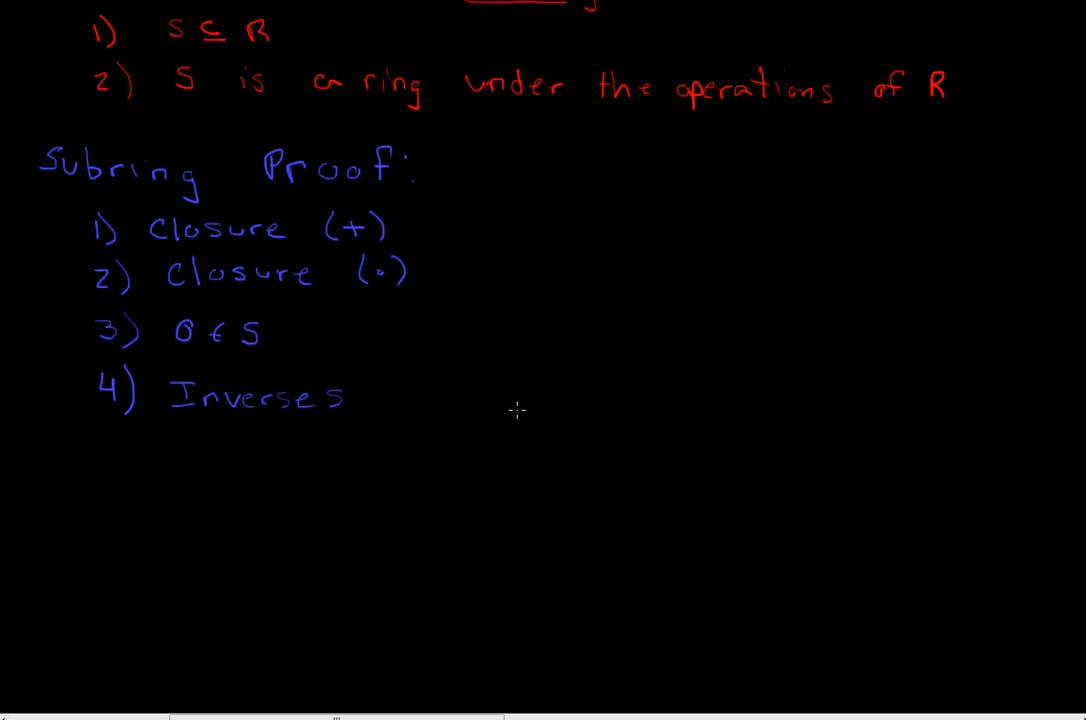 1) S ⊆ R
2) S is a ring under the operations of R
Subring Proof:
1) Closure (+)
2) Closure (·)
3) 0 ∈ S
4) Inverses